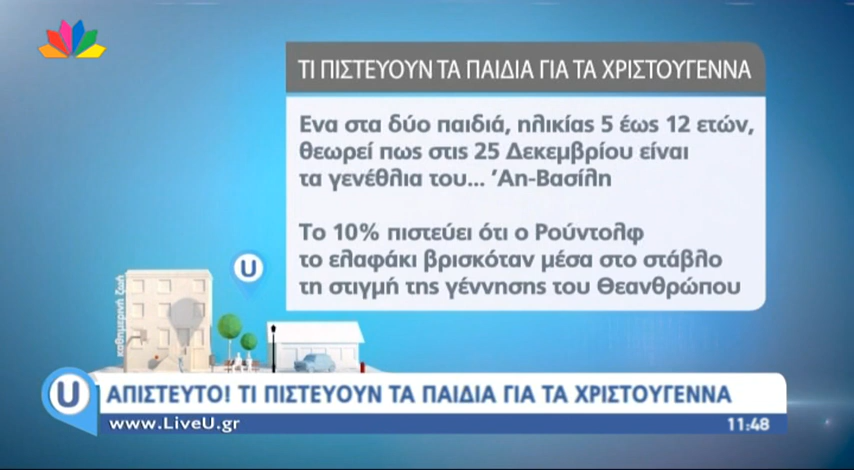 ΤΙ ΠΙΣΤΕΥΟΥΝ ΤΑ ΠΑΙΔΙΑ ΓΙΑ ΤΑ ΧΡΙΣΤΟΥΓΕΝΝΑ
Ενα στα δύο παιδιά, ηλικίας 5 έως 12 ετών,
θεωρεί πως στις 25 Δεκεμβρίου είναι
τα γενέθλια του... ’Αη-Βασίλη
Το 10% πιστεύει ότι ο Ρούντολφ
το ελαφάκι βρισκόταν μέσα στο στάβλο
τη στιγμή της γέννησης του Θεανθρώπου
U
καθημερινή ζωή
U
ΑΠΙΣΤΕΥΤΟ! ΤΙ ΠΙΣΤΕΥΟΥΝ ΤΑ ΠΑΙΔΙΑ ΓΙΑ ΤΑ ΧΡΙΣΤΟΥΓΕΝΝΑ
www.LiveU.gr
11:48